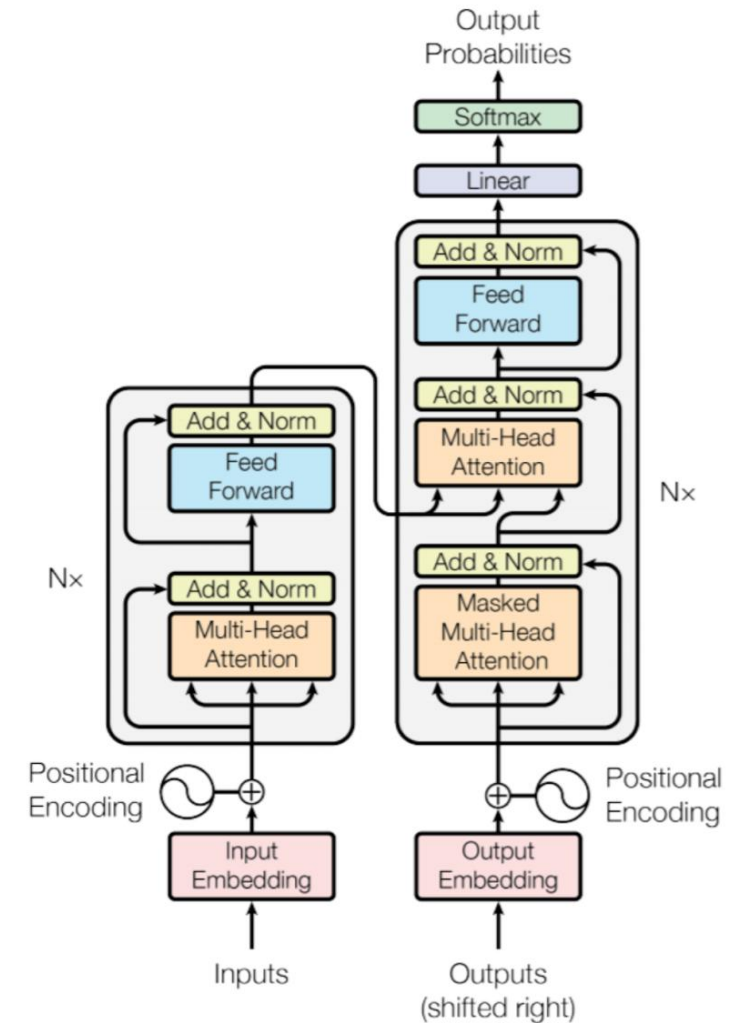 Output
Probabilities
Softmax
Linear
Add & Norm
Feed
Forward
Add & Norm
Multi-Head
Attention
Add & Norm
Masked
Multi-Head
Attention
N×
Add & Norm
Feed
Forward
Add & Norm
Multi-Head
Attention
N×
Positional
Encoding
Positional
Encoding
Input
Embedding
Output
Embedding
Inputs
Outputs
(shifted right)